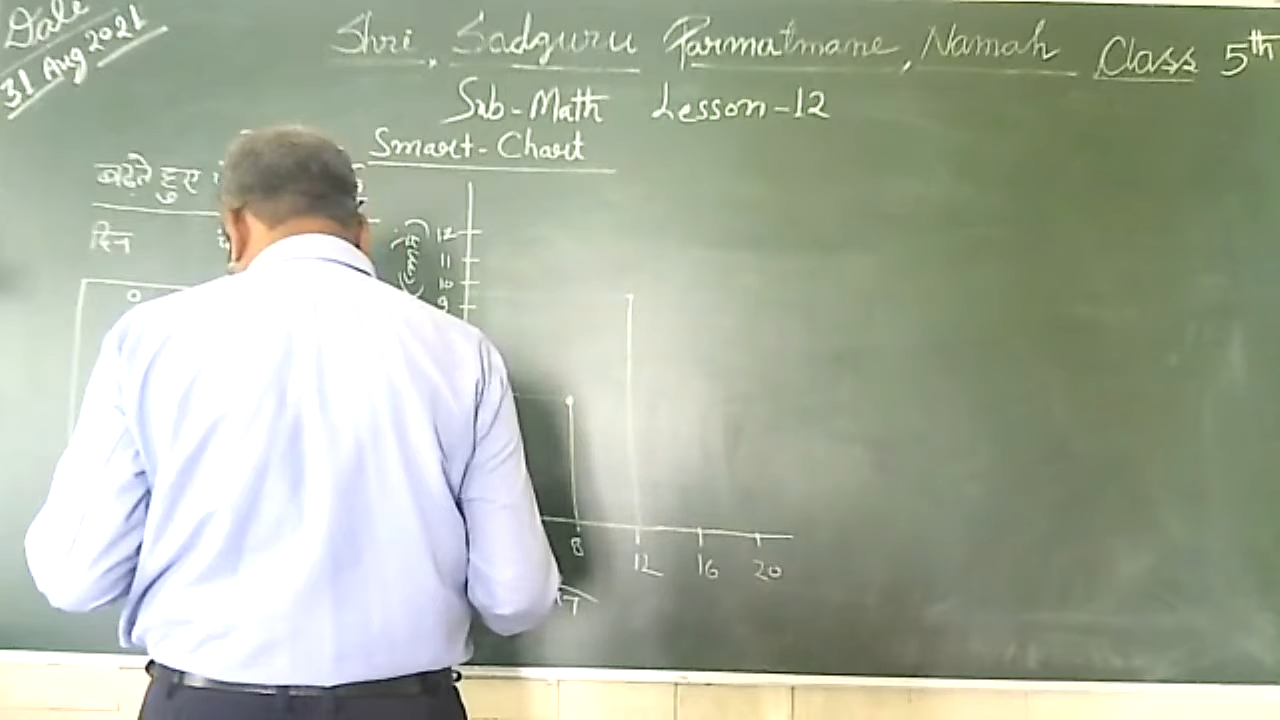 Date
31 Aug 2021
Shri, Sadguru Parmatmane, Namah Class 5th
Sub-Math Lesson-12
Smart-Chart
बढ़ते हुए
दिन
0
12
11
10
9
8 12 16 20